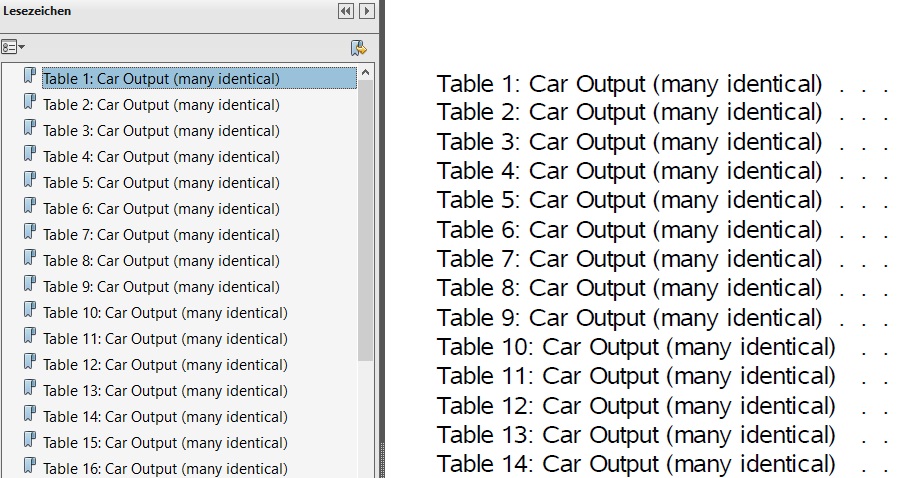 Lesezeichen
Table 1: Car Output (many identical)
Table 2: Car Output (many identical)
Table 3: Car Output (many identical)
Table 4: Car Output (many identical)
Table 5: Car Output (many identical)
Table 6: Car Output (many identical)
Table 7: Car Output (many identical)
Table 8: Car Output (many identical)
Table 9: Car Output (many identical)
Table 10: Car Output (many identical)
Table 11: Car Output (many identical)
Table 12: Car Output (many identical)
Table 13: Car Output (many identical)
Table 14: Car Output (many identical)
Table 15: Car Output (many identical)
Table 16: Car Output (many identical)
Table 1: Car Output (many identical) . . .
Table 2: Car Output (many identical) . . .
Table 3: Car Output (many identical) . . .
Table 4: Car Output (many identical) . . .
Table 5: Car Output (many identical) . . .
Table 6: Car Output (many identical) . . .
Table 7: Car Output (many identical) . . .
Table 8: Car Output (many identical) . . .
Table 9: Car Output (many identical) . . .
Table 10: Car Output (many identical) . .
Table 11: Car Output (many identical) . .
Table 12: Car Output (many identical) . .
Table 13: Car Output (many identical) . .
Table 14: Car Output (many identical) . .